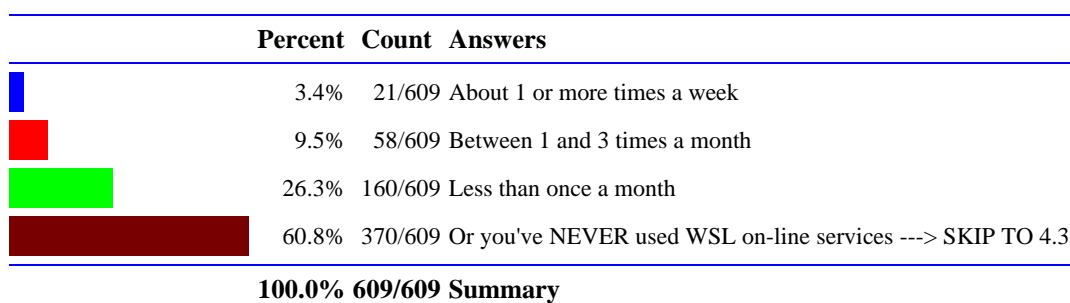 Percent Count Answers
3.4% 21/609 About 1 or more times a week
9.5% 58/609 Between 1 and 3 times a month
26.3% 160/609 Less than once a month
60.8% 370/609 Or you've NEVER used WSL on-line services ---> SKIP TO 4.3
100.0% 609/609 Summary